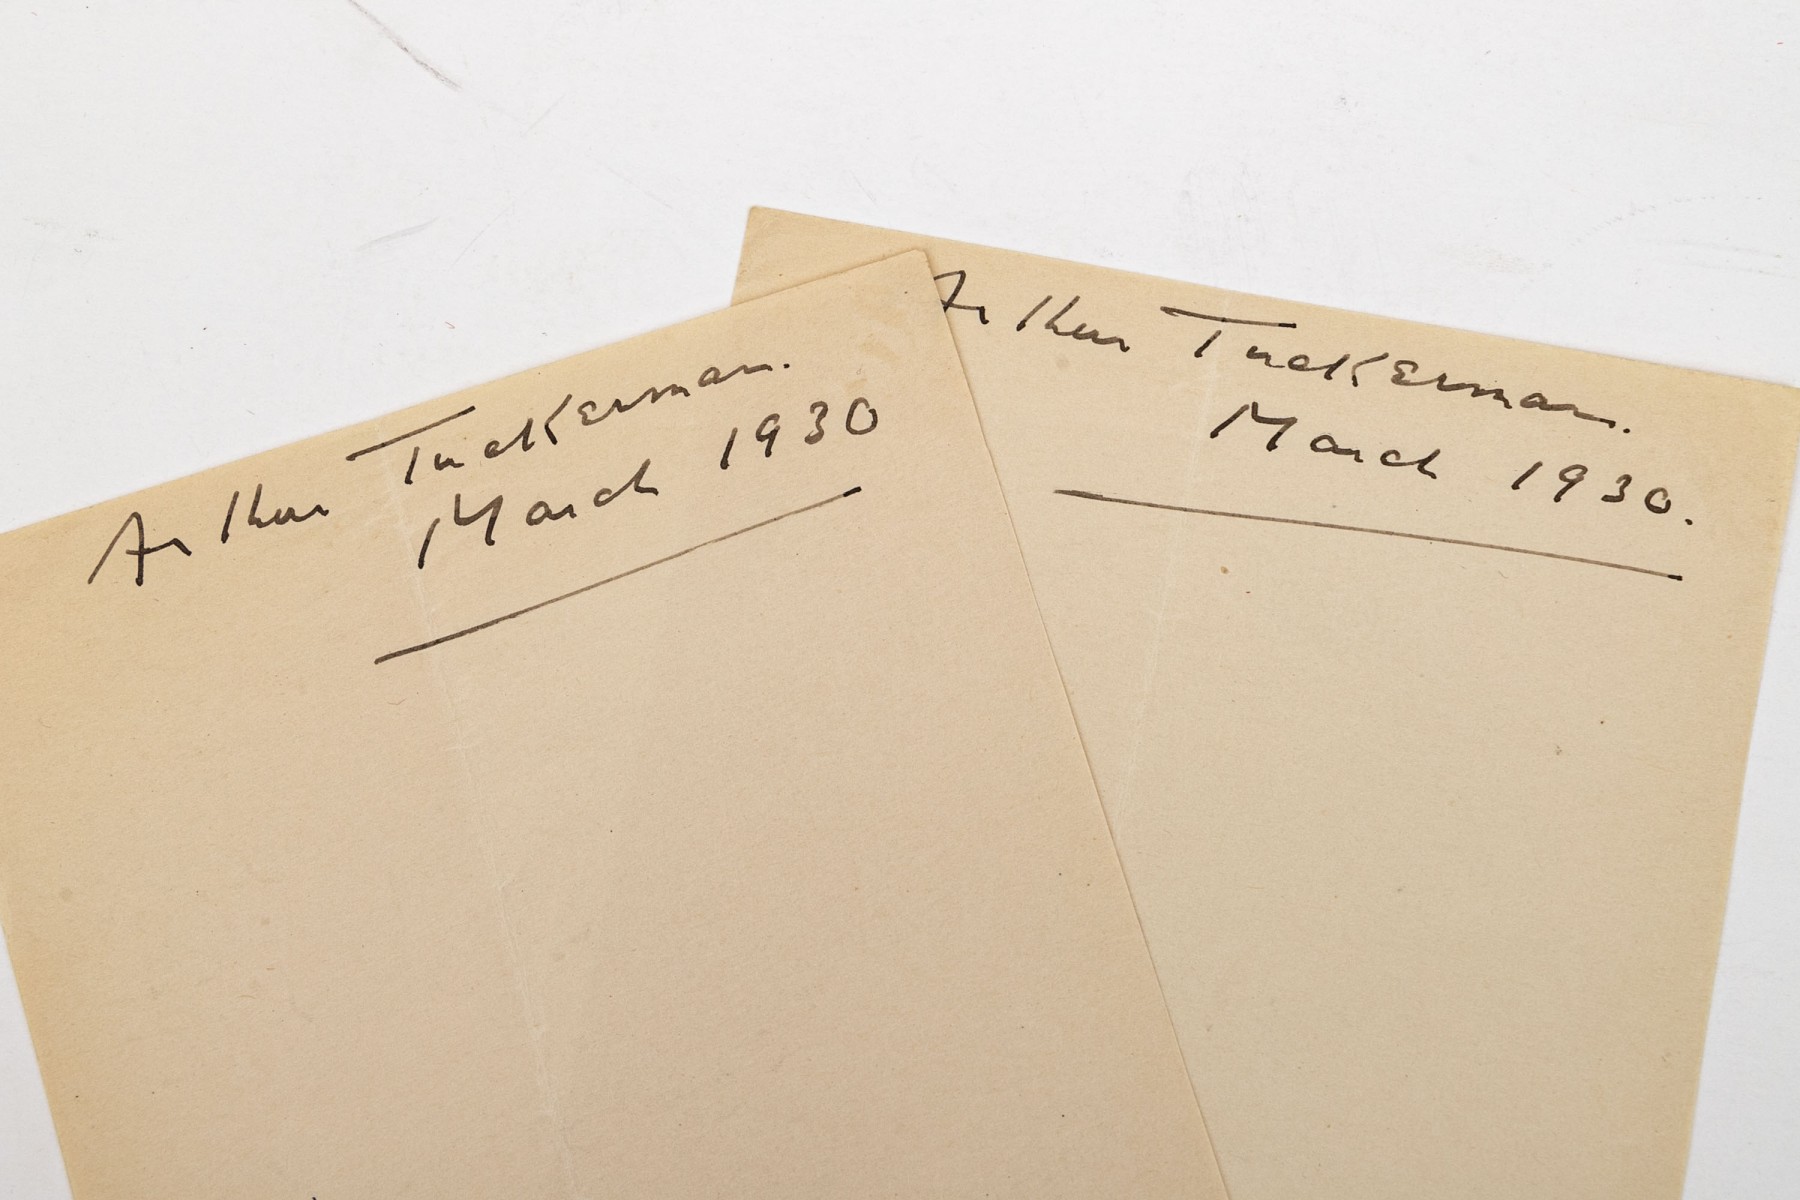 Arthur Tuckerman.
March 1930
Arthur Tuckerman.
March 1930.